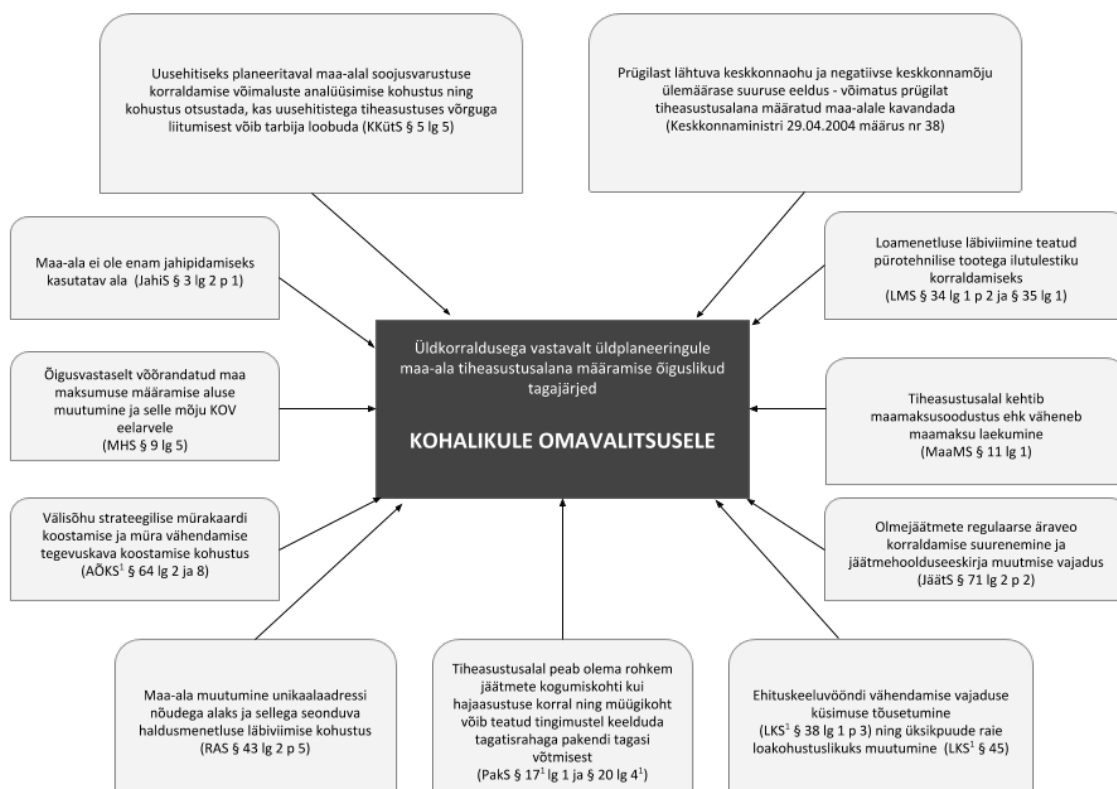 Uusehitiseks planeeritaval maa-alal soojusvarustuse
korraldamise võimaluste analüüsimise kohustus ning
kohustus otsustada, kas uusehitistega tiheasustuses võrguga
liitumisest võib tarbija loobuda (KKütS § 5 lg 5)
Prügilast lähtuva keskkonnaohu ja negatiivse keskkonnamõju
ülemäärase suuruse eeldus - võimatus prügilat
tiheasustusalana määratud maa-alale kavandada
(Keskkonnaministri 29.04.2004 määrus nr 38)
Maa-ala ei ole enam jahipidamiseks
kasutatav ala (JahiS § 3 lg 2 p 1)
Loamenetluse läbiviimine teatud
pürotehnilise tootega ilutulestiku
korraldamiseks
(LMS § 34 lg 1 p 2 ja § 35 lg 1)
Üldkorraldusega vastavalt üldplaneeringule
maa-ala tiheasustusalana määramise õiguslikud
tagajärjed
KOHALIKULE OMAVALITSUSELE
Õigusvastaselt võõrandatud maa
maksumuse määramise aluse
muutumine ja selle mõju KOV
eelarvele
(MHS § 9 lg 5)
Tiheasustusalal kehtib
maamaksusoodustus ehk väheneb
maamaksu laekumine
(MaaMS § 11 lg 1)
Välisõhu strateegilise mürakaardi
koostamise ja müra vähendamise
tegevuskava koostamise kohustus
(AÕKS¹ § 64 lg 2 ja 8)
Olmejäätmete regulaarse äraveo
korraldamise suurenemine ja
jäätmehoolduseeskirja muutmise vajadus
(JäätS § 71 lg 2 p 2)
Maa-ala muutumine unikaalaadressi
nõudega alaks ja sellega seonduva
haldusmenetluse läbiviimise kohustus
(RAS § 43 lg 2 p 5)
Tiheasustusalal peab olema rohkem
jäätmete kogumiskohti kui
hajaasustuse korral ning müügikoht
võib teatud tingimustel keelduda
tagatisrahaga pakendi tagasi
võtmisest
(PakS § 17¹ lg 1 ja § 20 lg 4¹)
Ehituskeeluvööndi vähendamise vajaduse
küsimuse tõusetumine
(LKS¹ § 38 lg 1 p 3) ning üksikpuude raie
loakohustuslikuks muutumine (LKS¹ § 45)